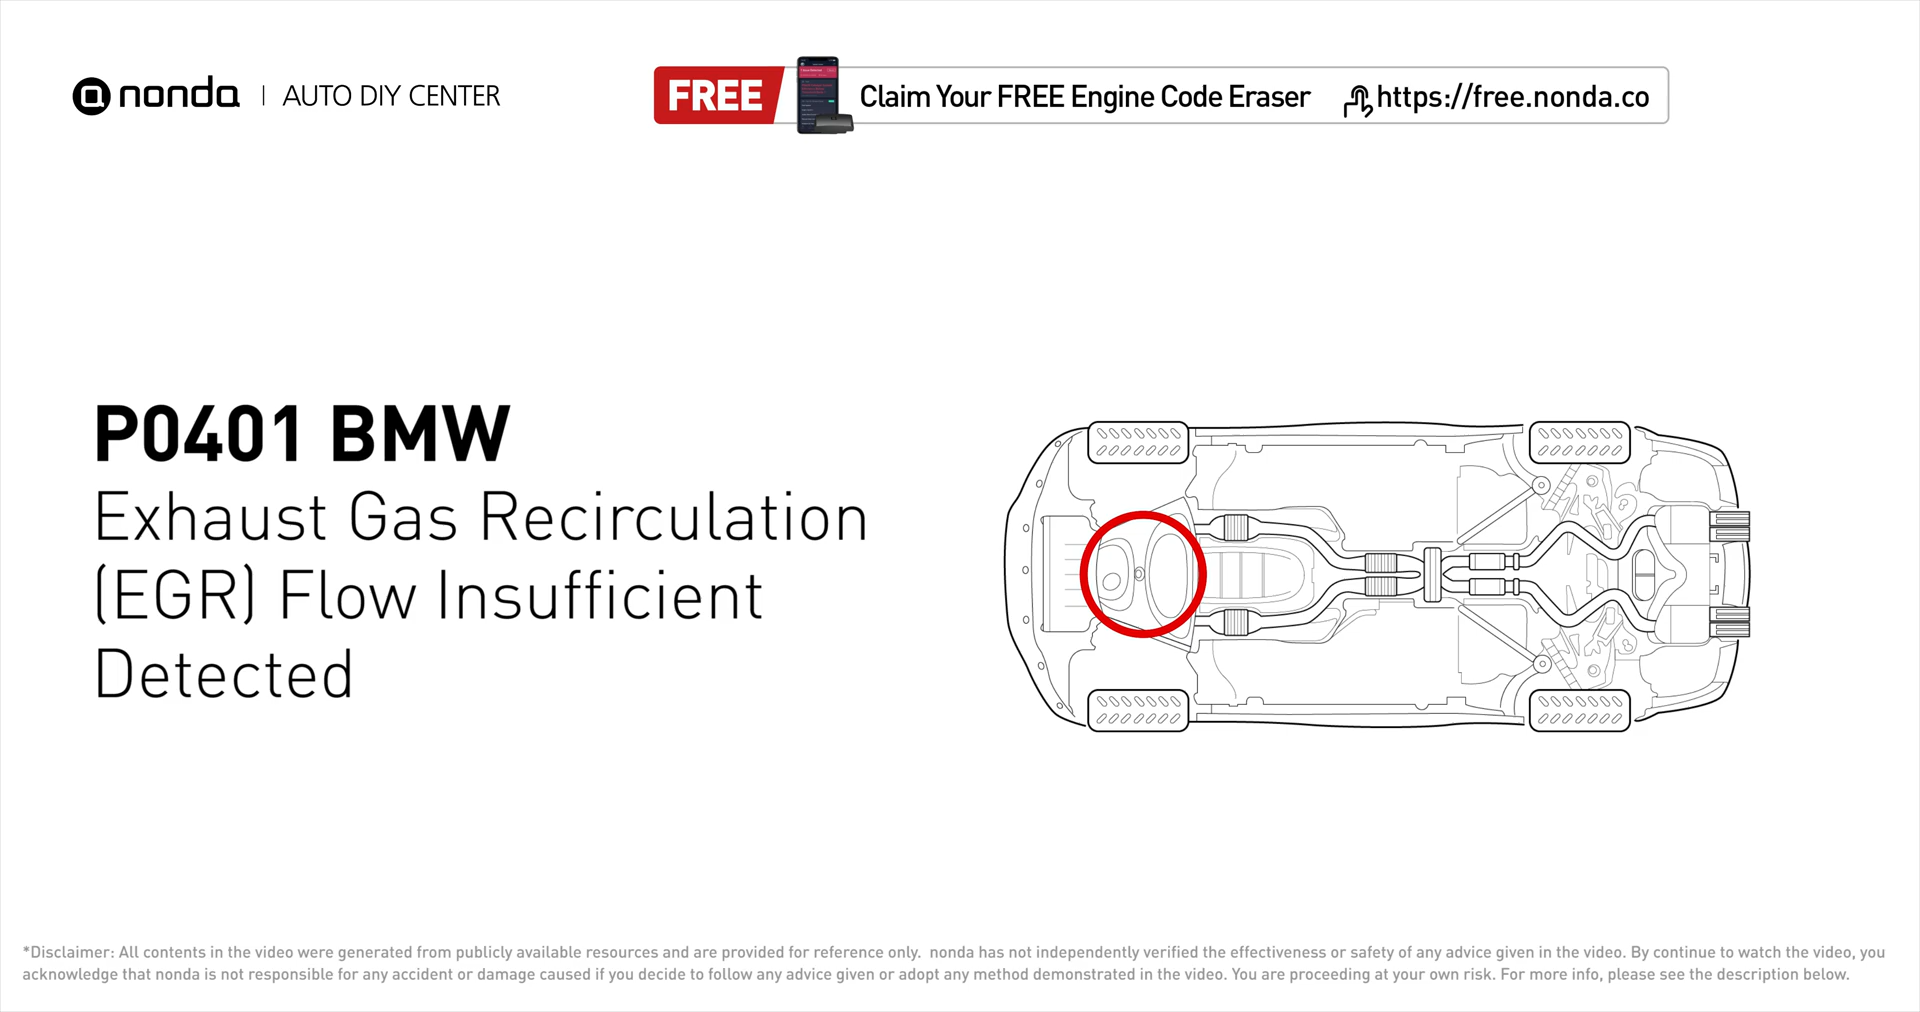 nonda | AUTO DIY CENTER
FREE
Claim Your FREE Engine Code Eraser
https://free.nonda.co
P0401 BMW
Exhaust Gas Recirculation
(EGR) Flow Insufficient
Detected
*Disclaimer: All contents in the video were generated from publicly available resources and are provided for reference only. nonda has not independently verified the effectiveness or safety of any advice given in the video. By continue to watch the video, you
acknowledge that nonda is not responsible for any accident or damage caused if you decide to follow any advice given or adopt any method demonstrated in the video. You are proceeding at your own risk. For more info, please see the description below.